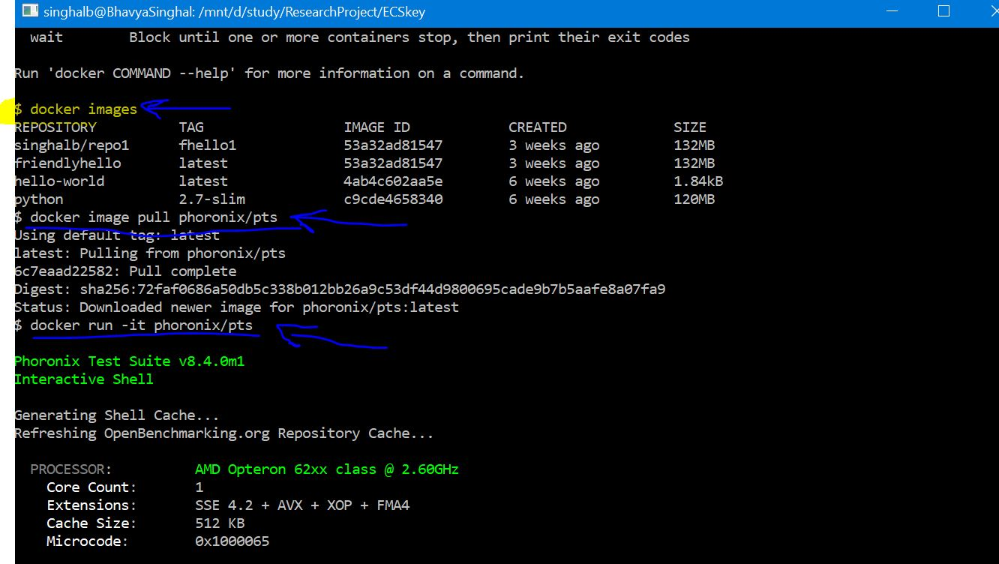 singhalb@BhavyaSinghal: /mnt/d/study/ResearchProject/ECSkey
wait Block until one or more containers stop, then print their exit codes
Run 'docker COMMAND --help' for more information on a command.
$ docker images
REPOSITORY TAG IMAGE ID CREATED SIZE
singhalb/repo1 fhello1 53a32ad81547 3 weeks ago 132MB
friendlyhello latest 53a32ad81547 3 weeks ago 132MB
hello-world latest 4ab4c602aa5e 6 weeks ago 1.84kB
python 2.7-slim c9cde4658340 6 weeks ago 120MB
$ docker image pull phoronix/pts
Using default tag: latest
latest: Pulling from phoronix/pts
6c7eaad22582: Pull complete
Digest: sha256:72faf0686a50db5c338b012bb26a9c53df44d9800695cade9b7b5aafe8a07fa9
Status: Downloaded newer image for phoronix/pts:latest
$ docker run -it phoronix/pts
Phoronix Test Suite v8.4.0m1
Interactive Shell
Generating Shell Cache...
Refreshing OpenBenchmarking.org Repository Cache...
PROCESSOR: AMD Opteron 62xx class @ 2.60GHz
Core Count: 1
Extensions: SSE 4.2 + AVX + XOP + FMA4
Cache Size: 512 KB
Microcode: 0x1000065